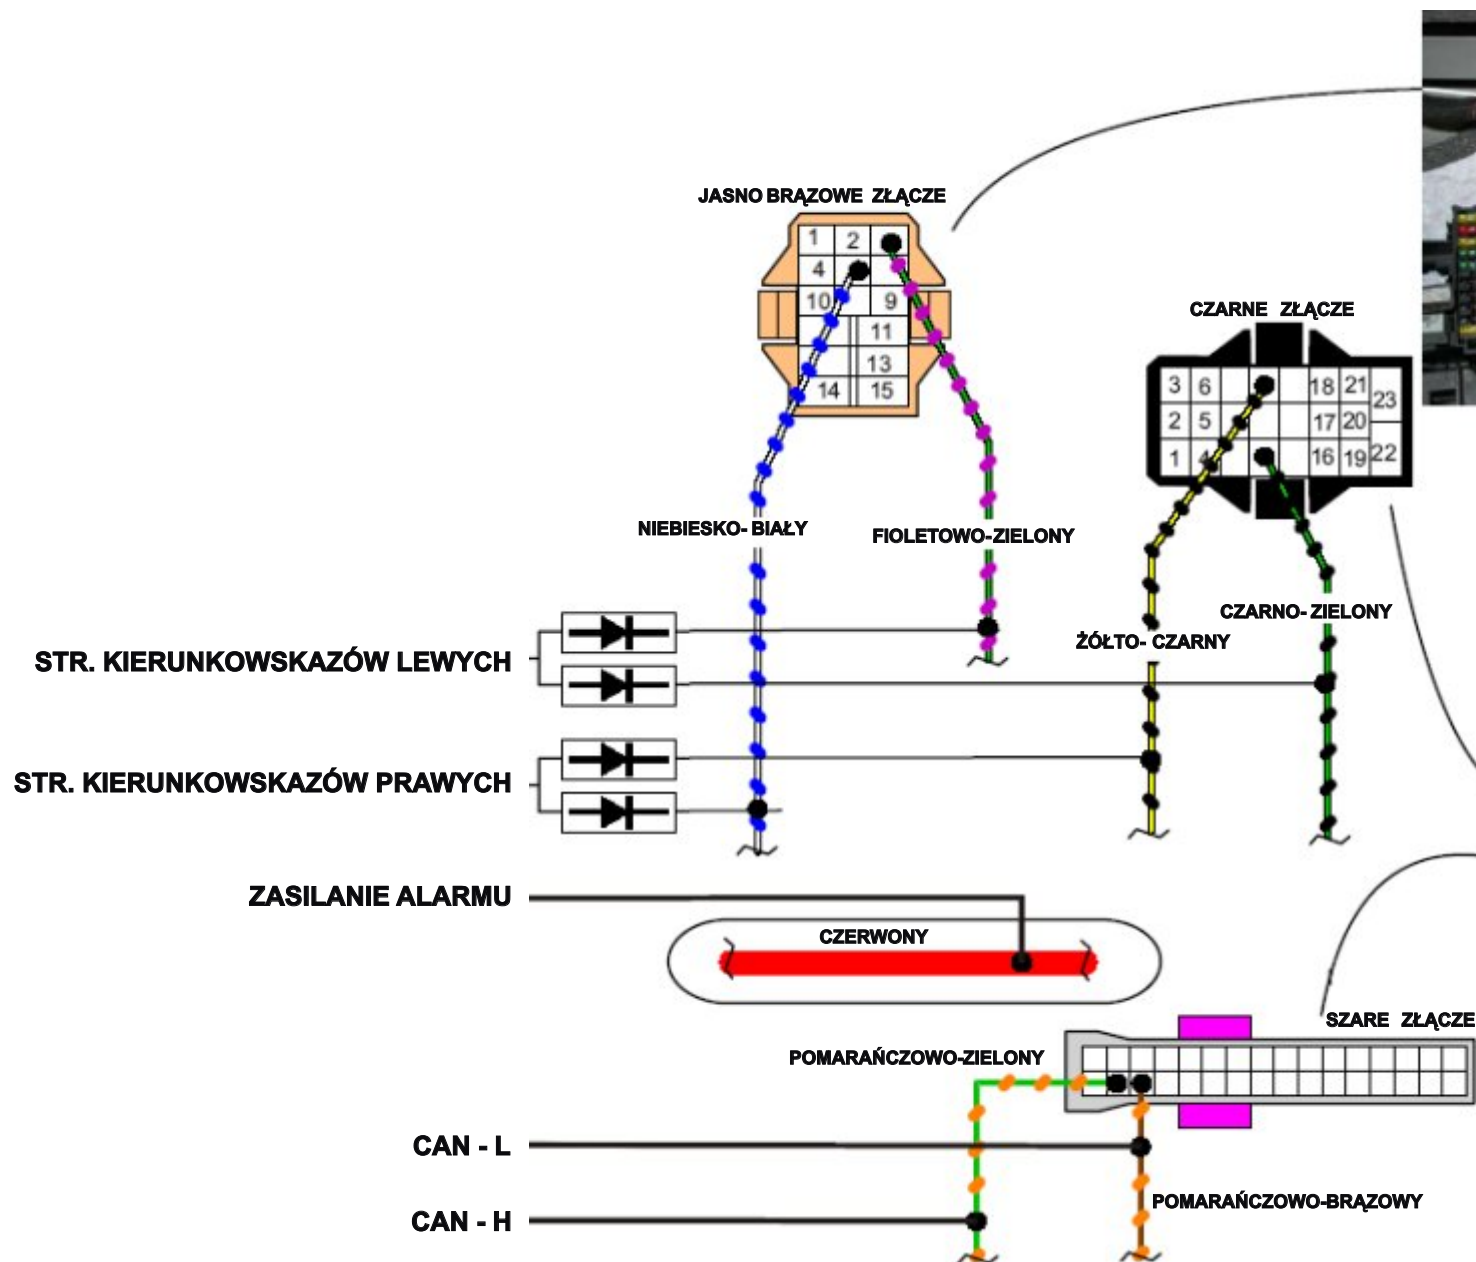 JASNO BRĄZOWE ZŁĄCZE
1 2
4
10 9
11
13
14 15
CZARNE ZŁĄCZE
3 6 18 21
23
2 5 17 20
1 4 16 19 22
NIEBIESKO- BIAŁY
FIOLETOWO-ZIELONY
CZARNO- ZIELONY
ŻÓŁTO- CZARNY
STR. KIERUNKOWSKAZÓW LEWYCH
STR. KIERUNKOWSKAZÓW PRAWYCH
ZASILANIE ALARMU
CZERWONY
SZARE ZŁĄCZE
POMARAŃCZOWO-ZIELONY
CAN - L
POMARAŃCZOWO-BRĄZOWY
CAN - H